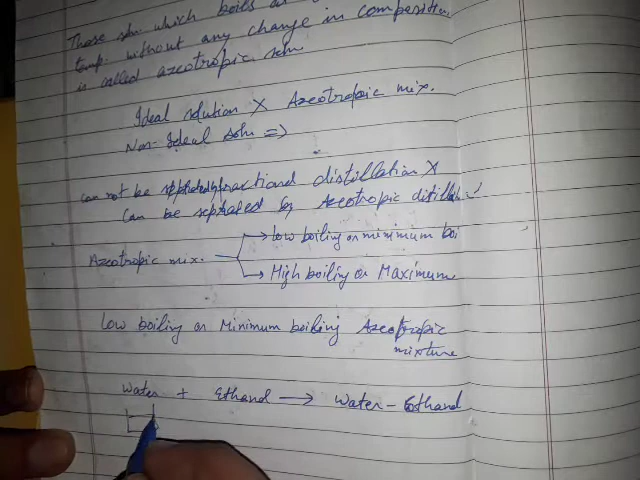 Those soln which boils at
temp. without any change in composition
is called azeotropic soln
Ideal solution X Azeotropic mix.
Non-Ideal soln ⇒
can not be fractional distillation X
can be by Azeotropic distilla ✓
→ low boiling or minimum boi
Azeotropic mix.
→ High boiling or Maximum
Low boiling or Minimum boiling Azeotropic
mixture
Water + Ethanol → Water-Ethanol